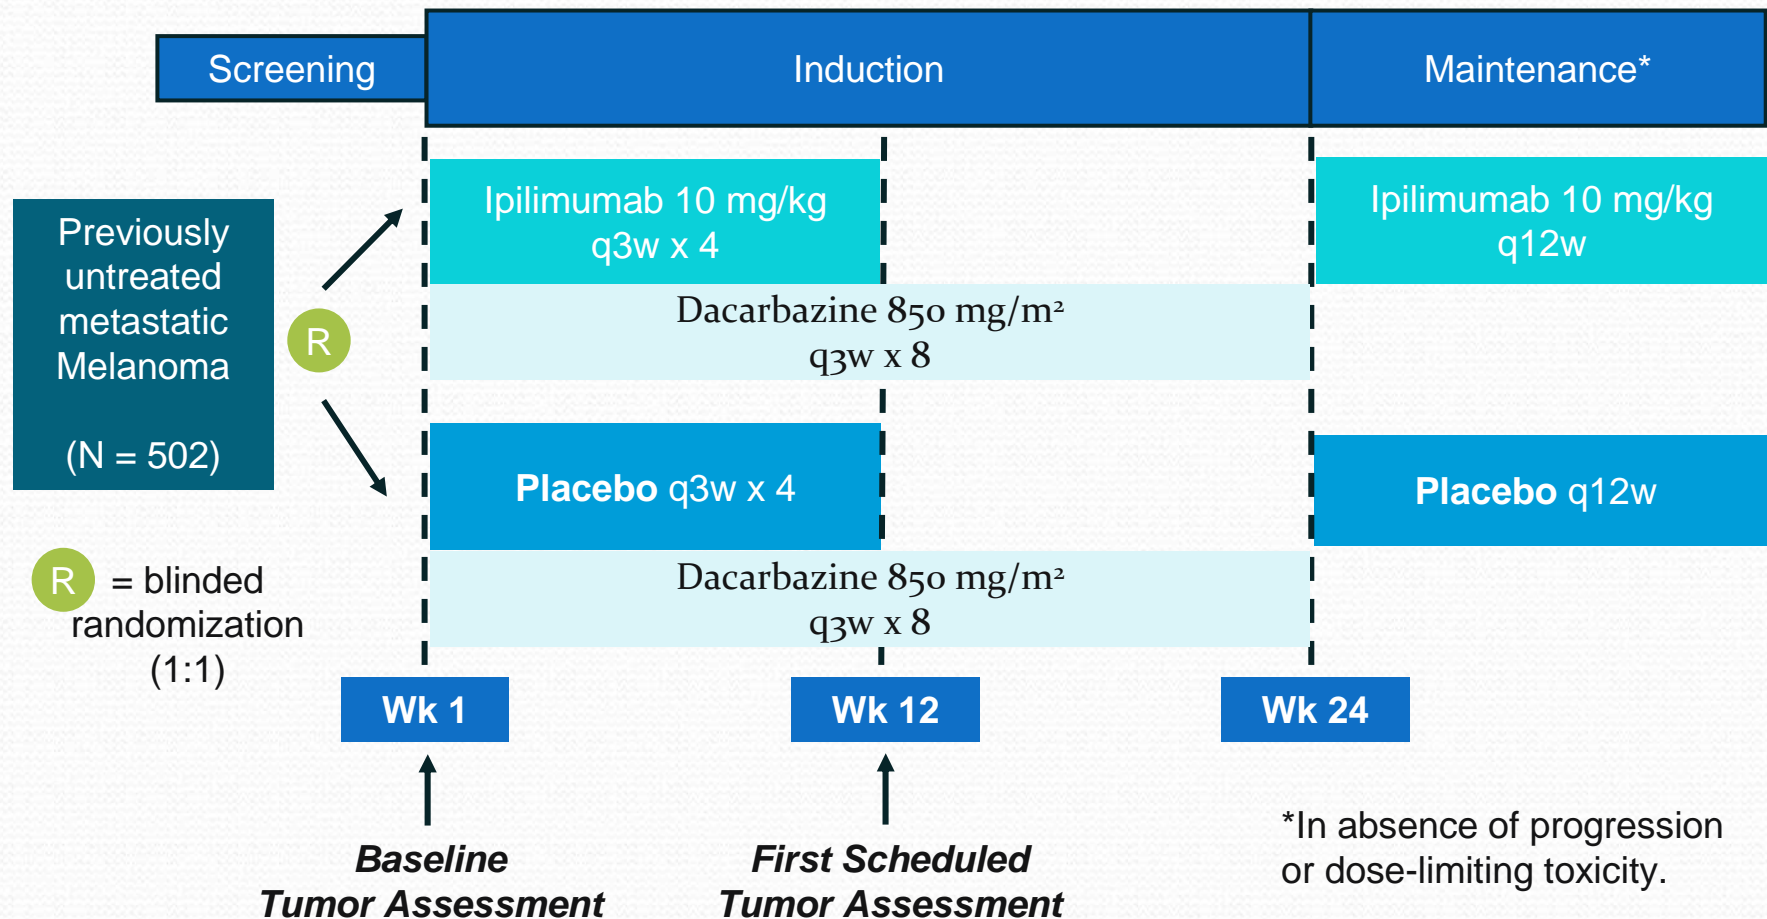 Screening
Induction
Maintenance*
Previously
untreated
metastatic
Melanoma
(N = 502)
R
Ipilimumab 10 mg/kg
q3w x 4
Dacarbazine 850 mg/m²
q3w x 8
Ipilimumab 10 mg/kg
q12w
Placebo q3w x 4
Dacarbazine 850 mg/m²
q3w x 8
Placebo q12w
R = blinded
randomization
(1:1)
Wk 1
Wk 12
Wk 24
Baseline
Tumor Assessment
First Scheduled
Tumor Assessment
*In absence of progression
or dose-limiting toxicity.